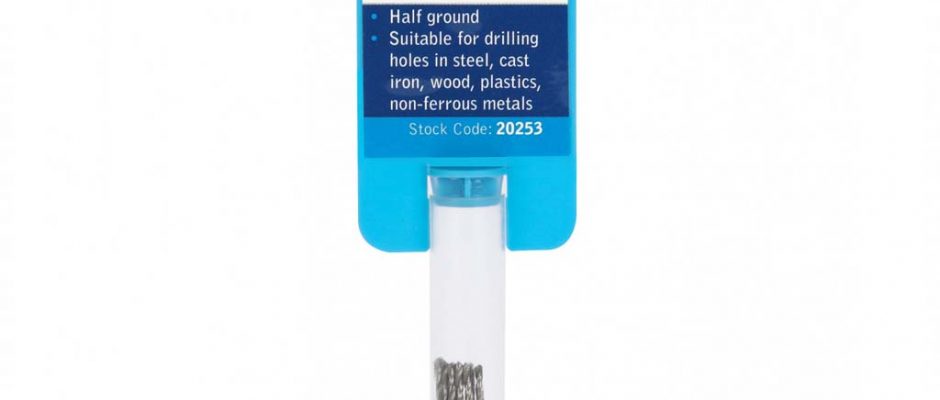 • Half ground
• Suitable for drilling
holes in steel, cast
iron, wood, plastics,
non-ferrous metals
Stock Code: 20253